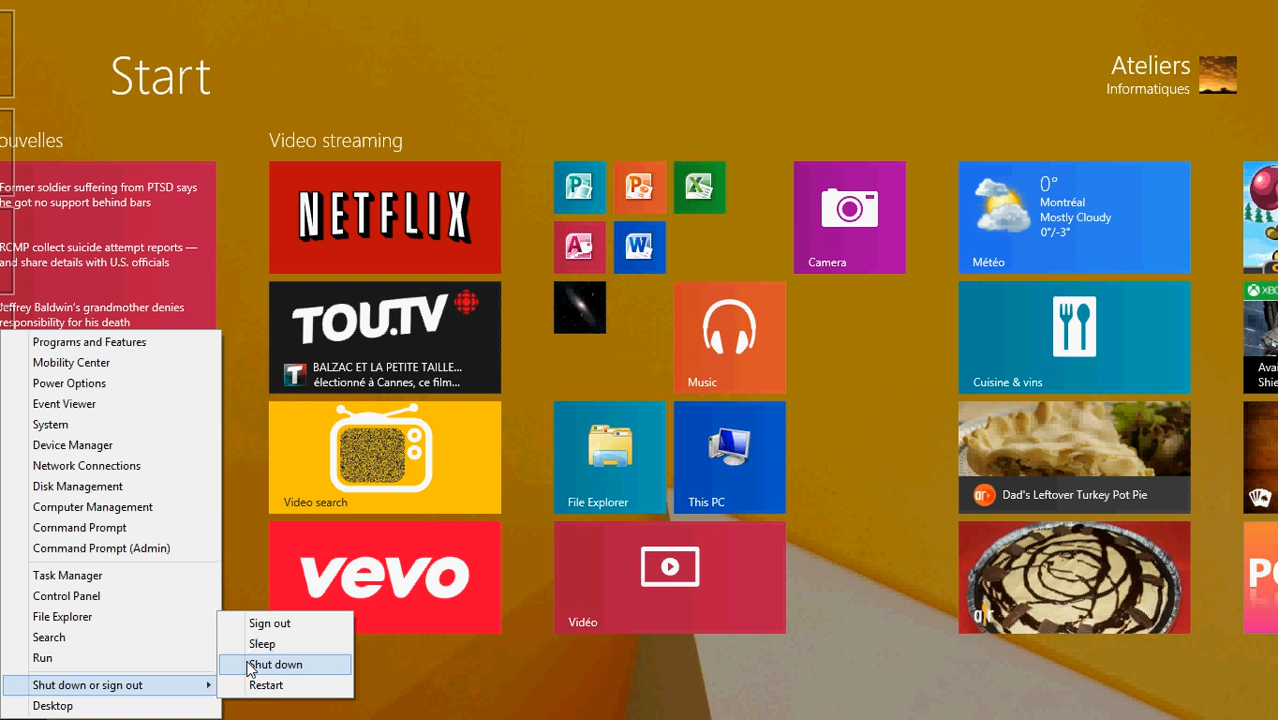 Start
Ateliers
Informatiques
ouvelles
Former soldier suffering from PTSD says
he got no support behind bars
RCMP collect suicide attempt reports —
and share details with U.S. officials
Jeffrey Baldwin's grandmother denies
responsibility for his death
Video streaming
NETFLIX
TOU.TV
BALZAC ET LA PETITE TAILLE...
électionné à Cannes, ce film...
Video search
vevo
Camera
Music
File Explorer
This PC
Vidéo
0°
Montréal
Mostly Cloudy
0°/-3°
Météo
Cuisine & vins
ar
Dad's Leftover Turkey Pot Pie
ar
XBO
Avai
Shie
Programs and Features
Mobility Center
Power Options
Event Viewer
System
Device Manager
Network Connections
Disk Management
Computer Management
Command Prompt
Command Prompt (Admin)
Task Manager
Control Panel
File Explorer
Search
Run
Shut down or sign out
Desktop
Sign out
Sleep
Shut down
Restart